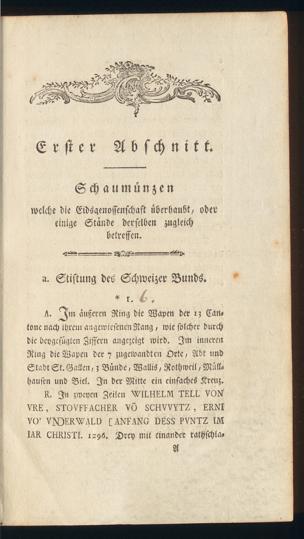 Erster Abschnitt.
Schaumünzen
welche die Eidsgenossenschaft überhaubt, oder
einige Stände derselben zugleich
betreffen.
a. Stiftung des Schweizer Bunds.
* 1. 6.
A. Im äußeren Ring die Wapen der 13 Can-
tone nach ihrem angewiesenen Rang, wie solcher durch
die beygefügten Ziffern angezeigt wird. Im inneren
Ring die Wapen der 7 zugewandten Orte, Abt und
Stadt St. Gallen, 3 Bünde, Wallis, Rothweil, Müll-
hausen und Biel. In der Mitte ein einfaches Kreuz.
R. In zweyen Zeilen WILHELM TELL VON
VRE, STOVFFACHER VÖ SCHVVYTZ, ERNI
VO' VNDERWALD [ANFANG DESS PVNTZ IM
IAR CHRISTI. 1296. Drey mit einander rathschla-
A